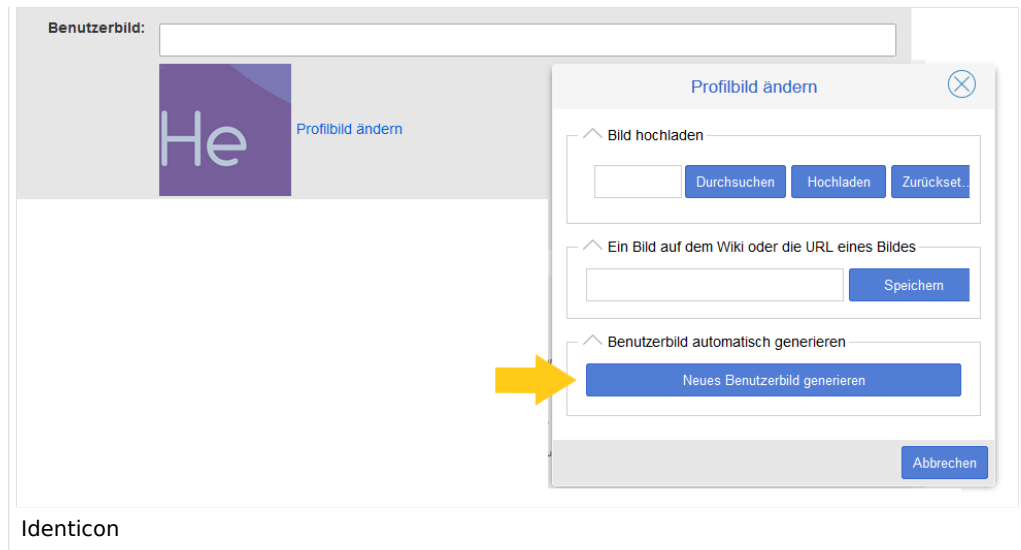 Benutzerbild:
He
Profilbild ändern
Profilbild ändern
Bild hochladen
Durchsuchen Hochladen Zurückset..
Ein Bild auf dem Wiki oder die URL eines Bildes
Speichern
Benutzerbild automatisch generieren
Neues Benutzerbild generieren
Abbrechen
Identicon